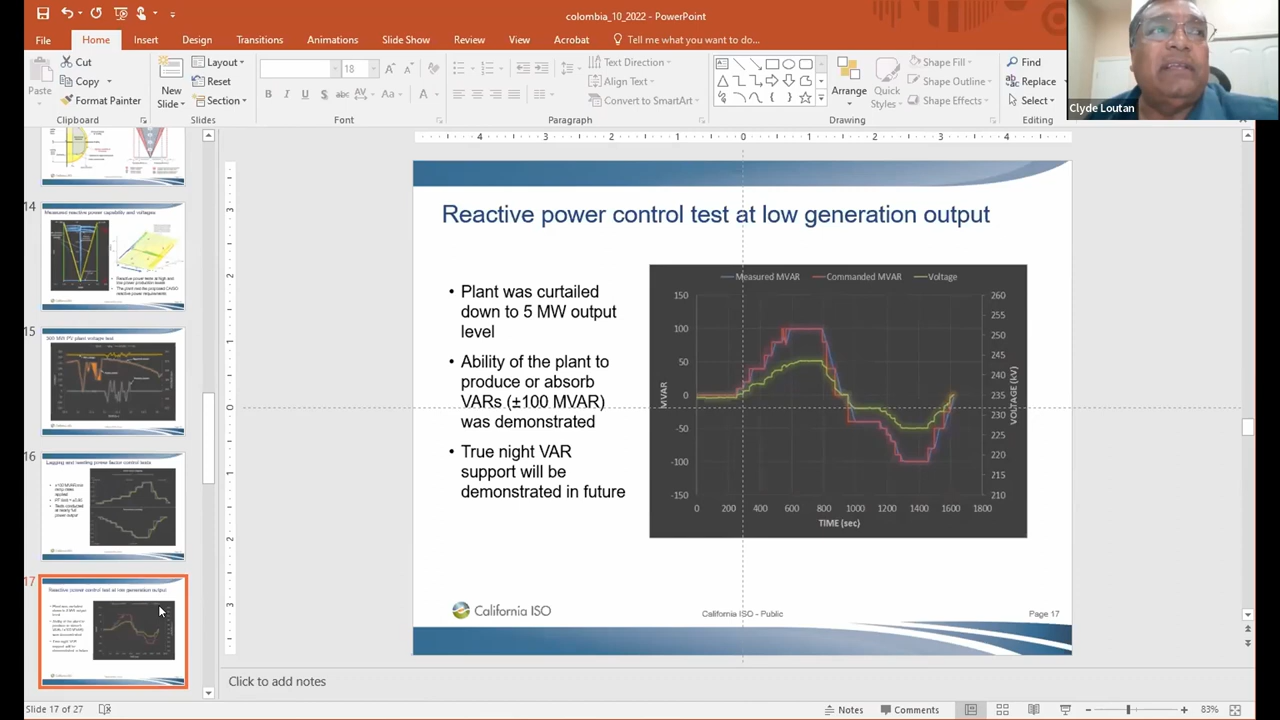 colombia_10_2022 - PowerPoint
File
Home
Insert
Design
Transitions
Animations
Slide Show
Review
View
Acrobat
Tell me what you want to do...
Clyde Loutan
Paste
Cut
Copy
Format Painter
Clipboard
New
Slide
Layout
Reset
Section
Slides
18
Font
Text Direction
Align Text
Convert to SmartArt
Paragraph
Arrange
Quick
Styles
Shape Fill
Shape Outline
Shape Effects
Drawing
Find
Replace
Select
Editing
14
Measured reactive power capability and voltages
15
300 MW PV plant voltage test
16
Lagging and leading power factor control tests
17
Reactive power control test at low generation output
Reactive power control test at low generation output
• Plant was curtailed
down to 5 MW output
level
• Ability of the plant to
produce or absorb
VARs (±100 MVAR)
was demonstrated
• True night VAR
support will be
demonstrated in future
Measured MVAR
Commanded MVAR
Voltage
150
100
50
0
-50
-100
-150
MVAR
260
255
250
245
240
235
230
225
220
215
210
VOLTAGE (kV)
0 200 400 600 800 1000 1200 1400 1600 1800
TIME (sec)
California ISO
California ISO - Public
Page 17
Click to add notes
Slide 17 of 27
Notes
Comments
83%